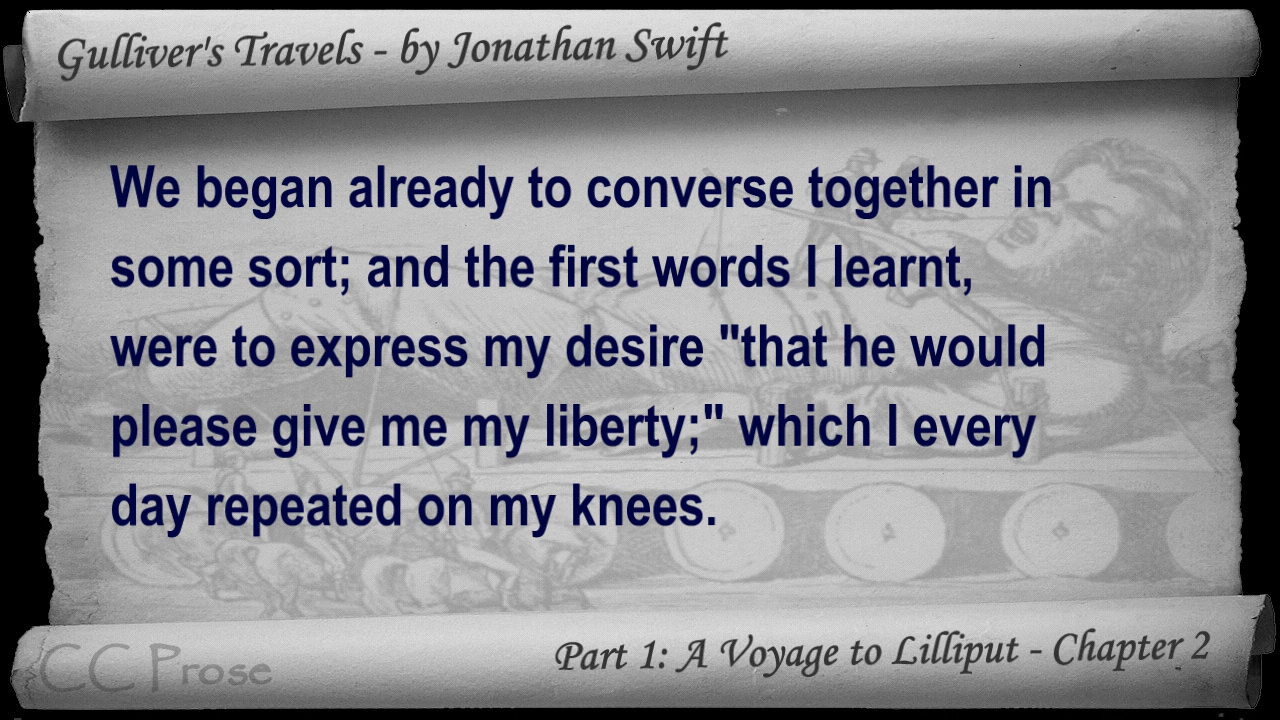 Gulliver's Travels - by Jonathan Swift
We began already to converse together in
some sort; and the first words I learnt,
were to express my desire "that he would
please give me my liberty;" which I every
day repeated on my knees.
CC Prose
Part 1: A Voyage to Lilliput - Chapter 2